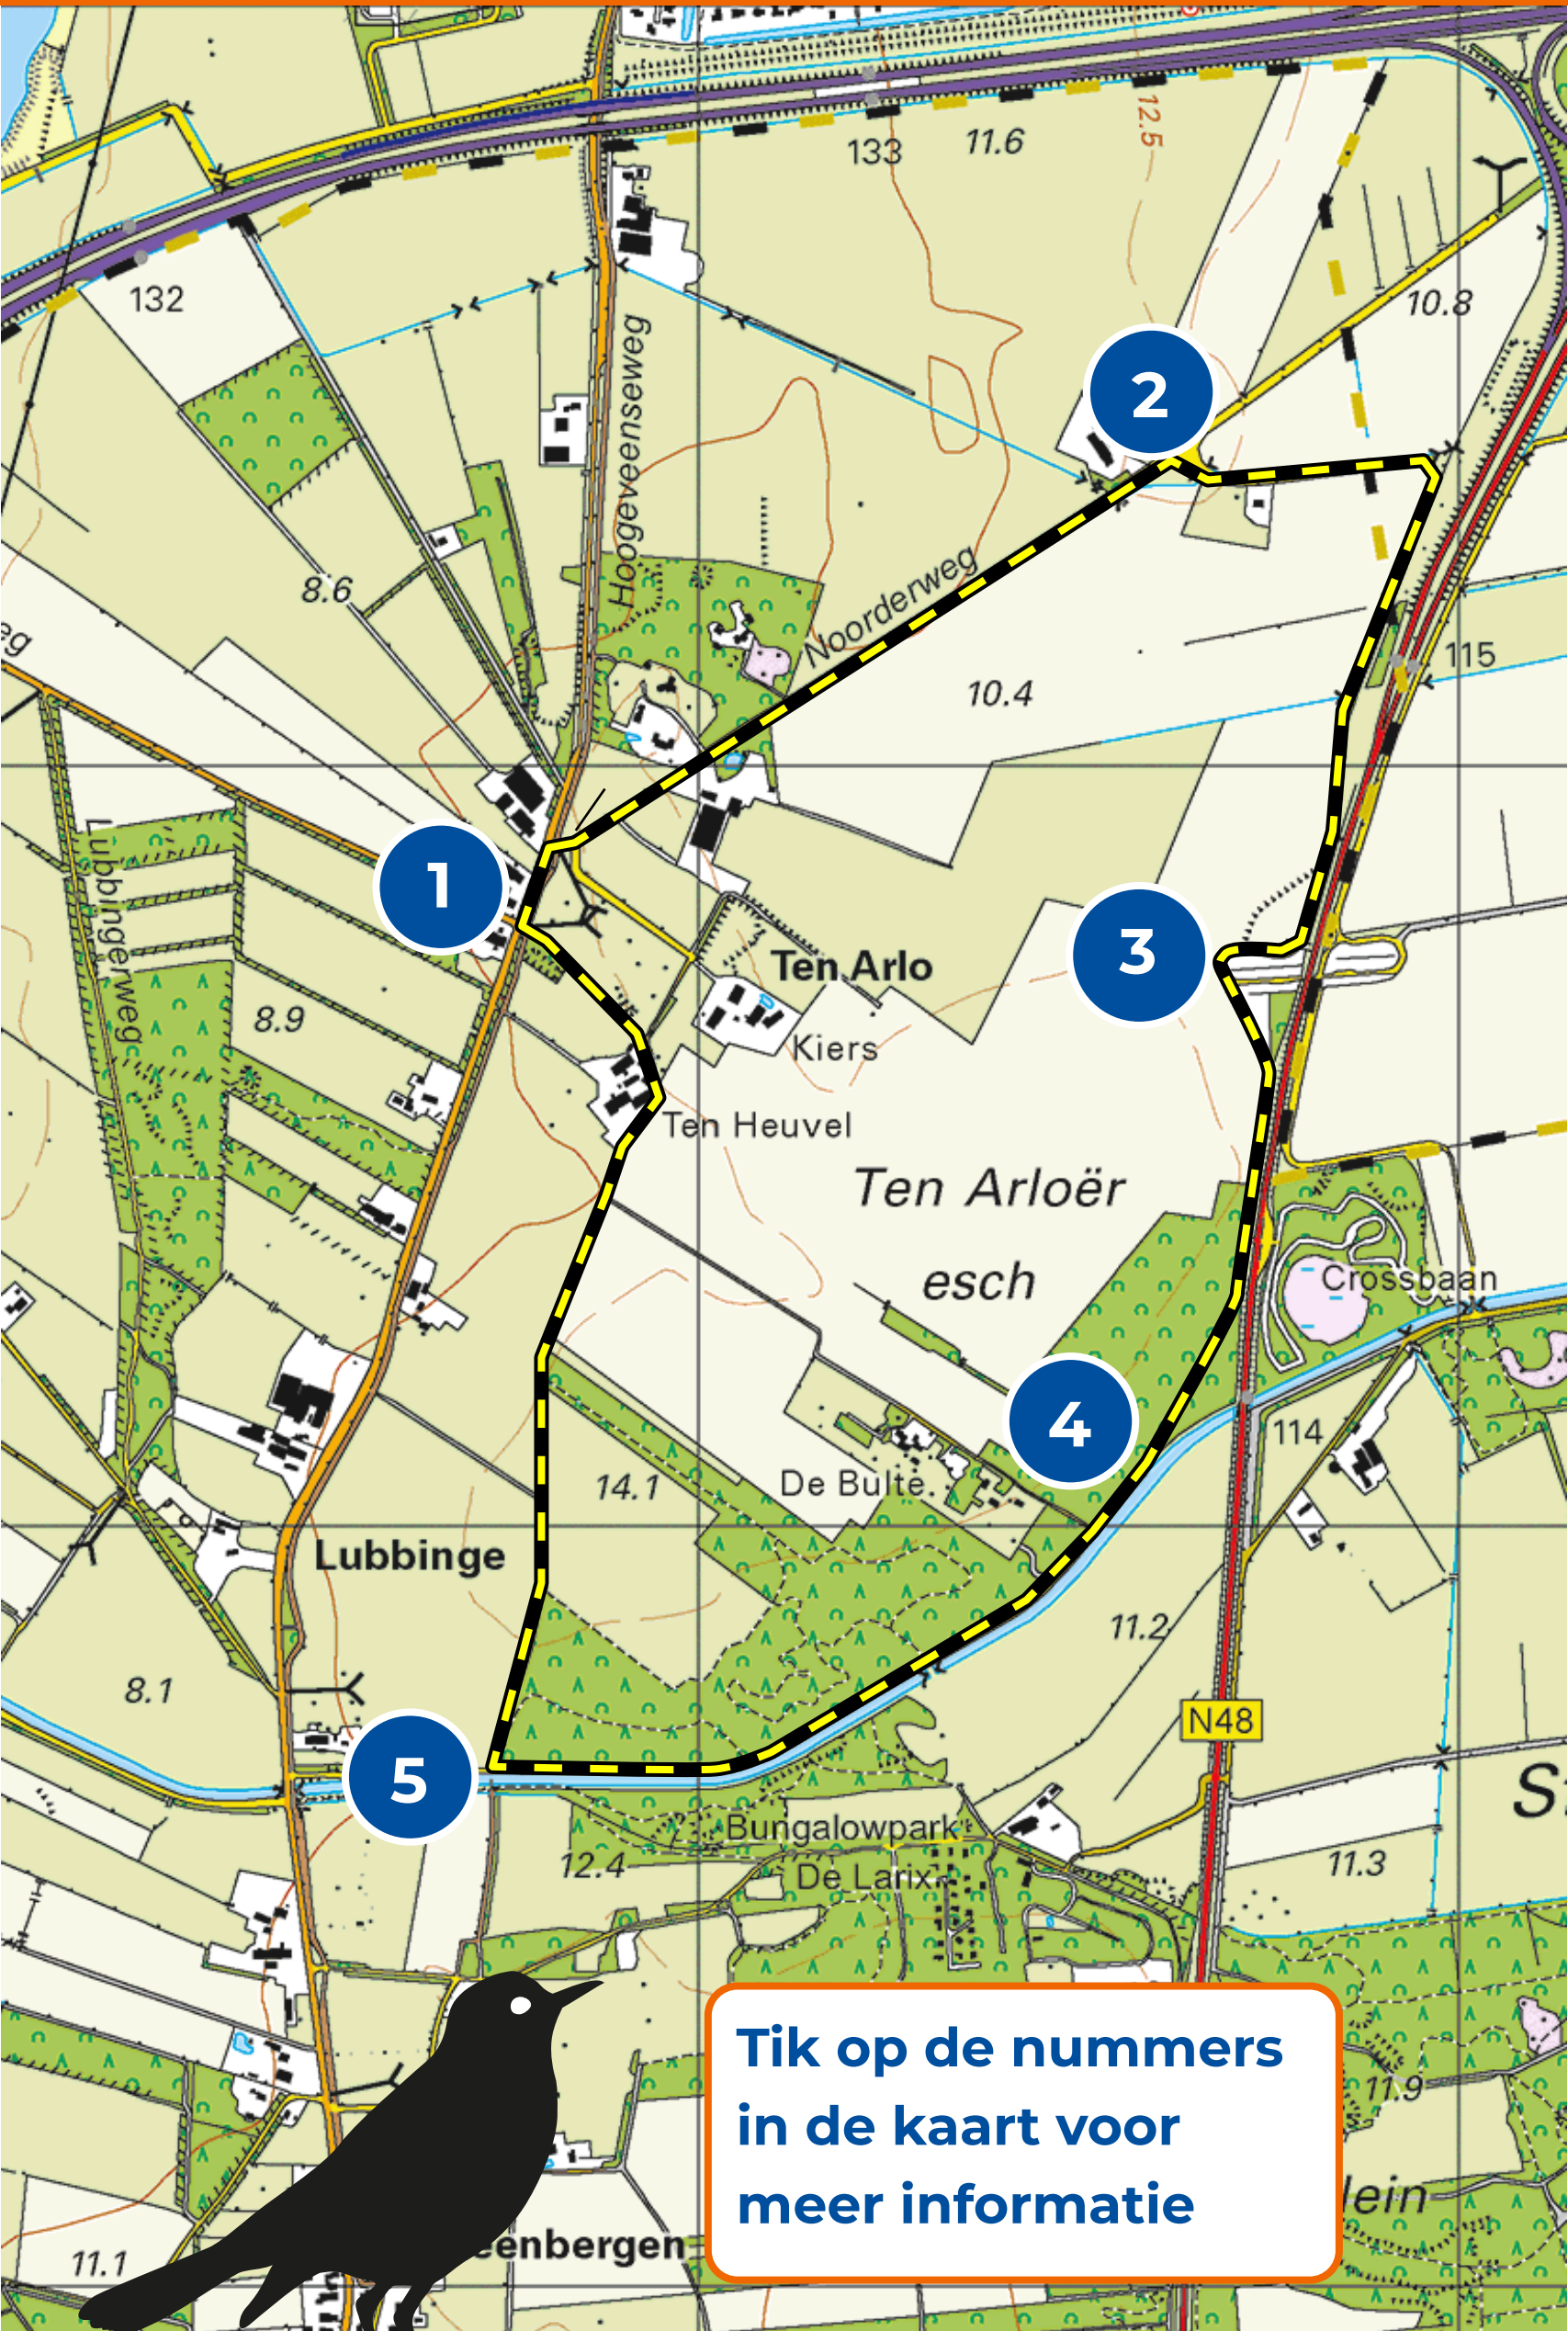 133
11.6
12.5
132
10.8
2
Hoogeveenseweg
8.6
Noorderweg
115
10.4
1
Lubbingerweg
3
Ten Arlo
8.9
Kiers
Ten Heuvel
Ten Arloër
esch
Crossbaan
4
114
14.1
De Bulte
Lubbinge
11.2
8.1
N48
5
Bungalowpark
De Larix
12.4
11.3
Tik op de nummers
in de kaart voor
meer informatie
11.9
11.1